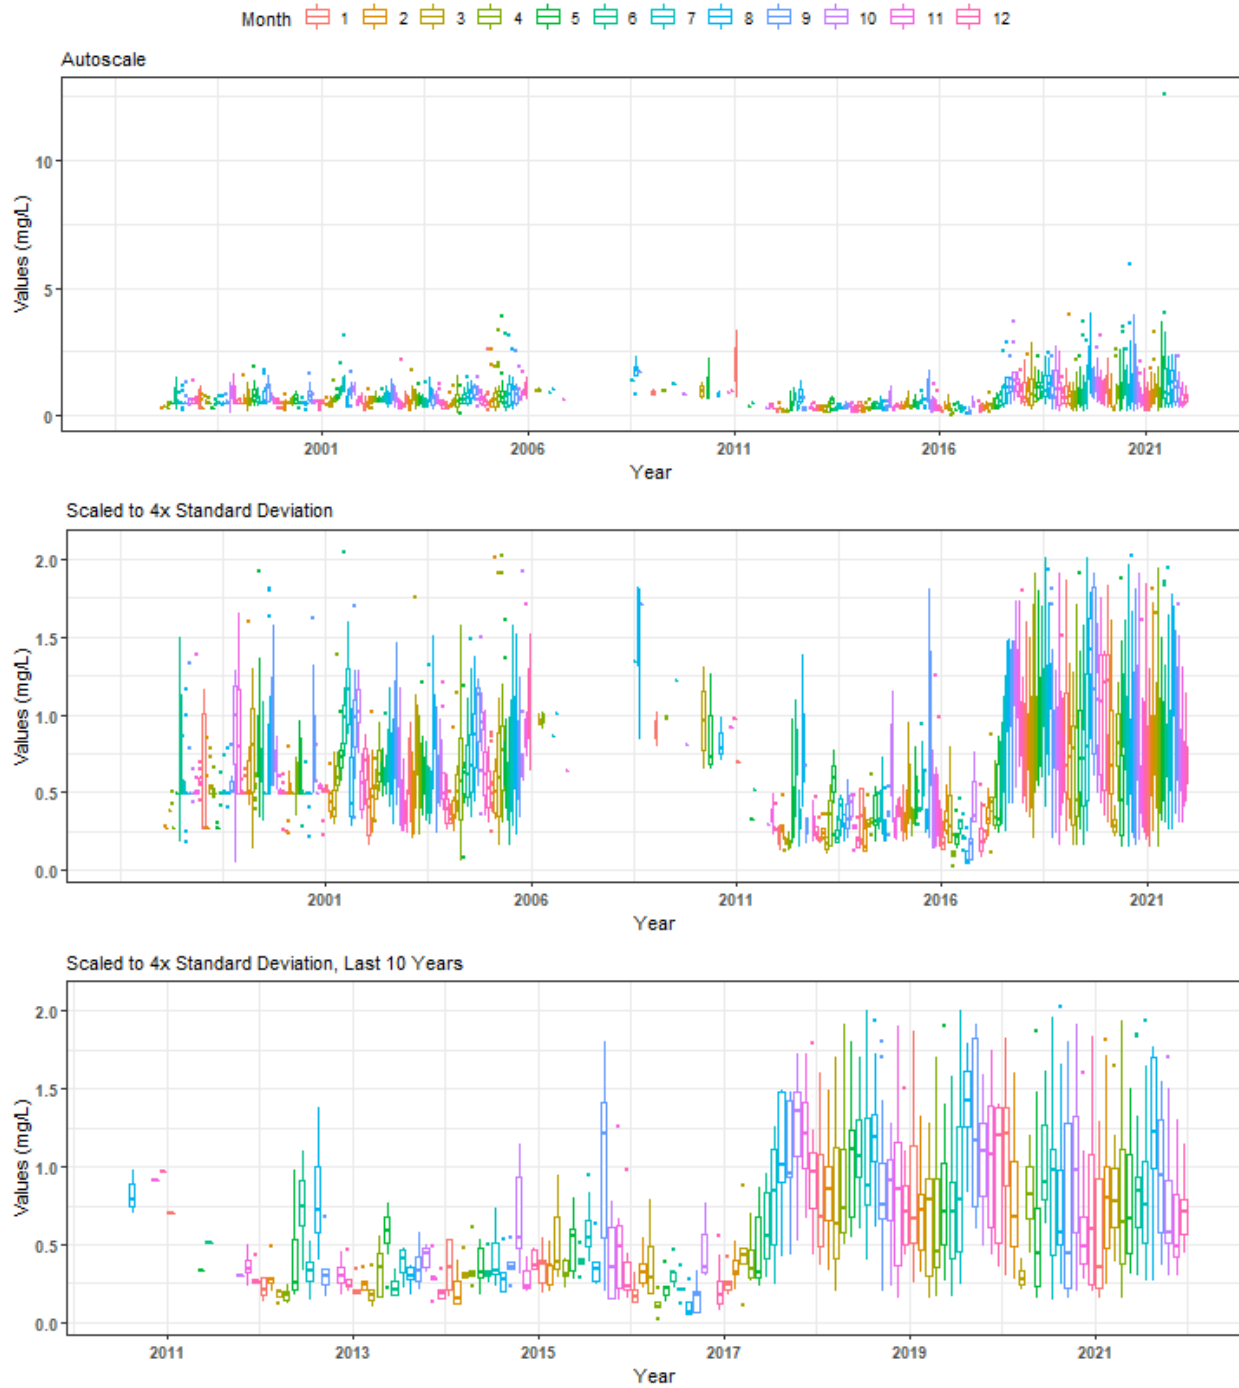 Month 1 2 3 4 5 6 7 8 9 10 11 12
Autoscale
10
5
0
Values (mg/L)
2001 2006 2011 2016 2021
Year
Scaled to 4x Standard Deviation
2.0
1.5
1.0
0.5
0.0
Values (mg/L)
2001 2006 2011 2016 2021
Year
Scaled to 4x Standard Deviation, Last 10 Years
2.0
1.5
1.0
0.5
0.0
Values (mg/L)
2011 2013 2015 2017 2019 2021
Year